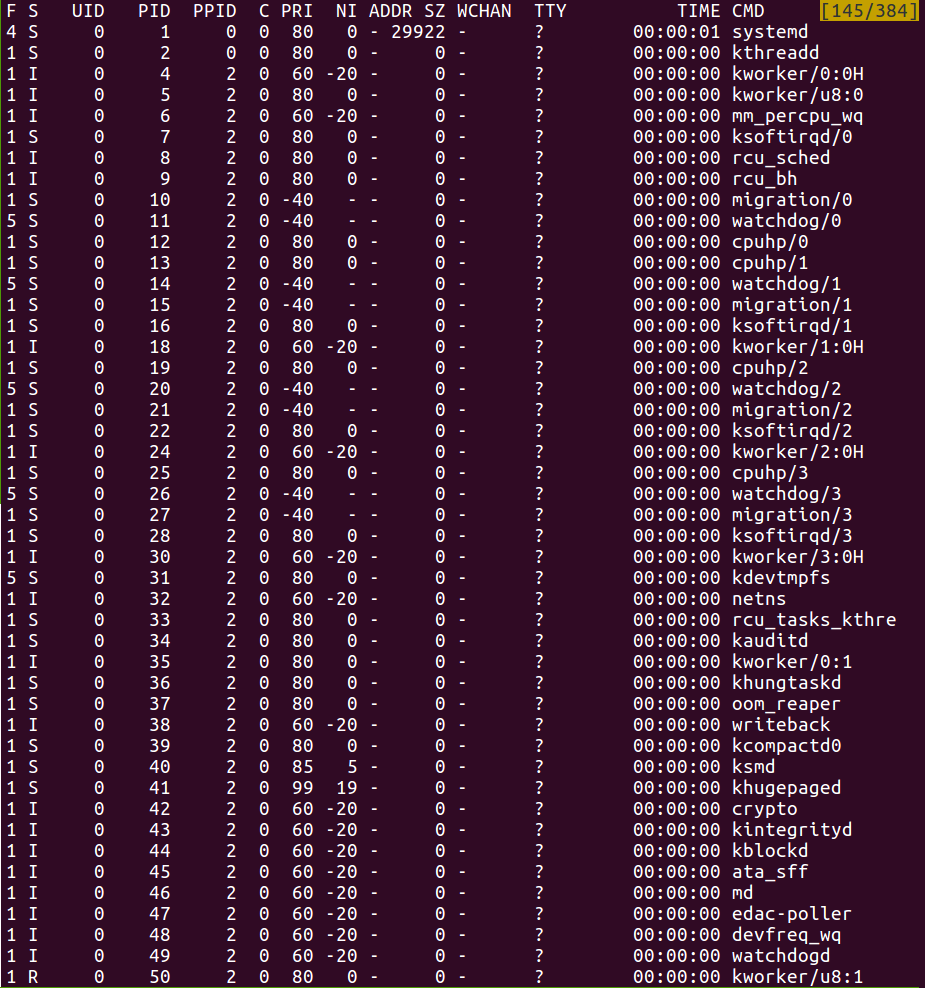 F S   UID   PID  PPID  C PRI  NI ADDR SZ WCHAN  TTY          TIME CMD     [145/384]
4 S     0     1     0  0  80   0 - 29922 -      ?        00:00:01 systemd
1 S     0     2     0  0  80   0 -     0 -      ?        00:00:00 kthreadd
1 I     0     4     2  0  60 -20 -     0 -      ?        00:00:00 kworker/0:0H
1 I     0     5     2  0  80   0 -     0 -      ?        00:00:00 kworker/u8:0
1 I     0     6     2  0  60 -20 -     0 -      ?        00:00:00 mm_percpu_wq
1 S     0     7     2  0  80   0 -     0 -      ?        00:00:00 ksoftirqd/0
1 I     0     8     2  0  80   0 -     0 -      ?        00:00:00 rcu_sched
1 I     0     9     2  0  80   0 -     0 -      ?        00:00:00 rcu_bh
1 S     0    10     2  0 -40   - -     0 -      ?        00:00:00 migration/0
5 S     0    11     2  0 -40   - -     0 -      ?        00:00:00 watchdog/0
1 S     0    12     2  0  80   0 -     0 -      ?        00:00:00 cpuhp/0
1 S     0    13     2  0  80   0 -     0 -      ?        00:00:00 cpuhp/1
5 S     0    14     2  0 -40   - -     0 -      ?        00:00:00 watchdog/1
1 S     0    15     2  0 -40   - -     0 -      ?        00:00:00 migration/1
1 S     0    16     2  0  80   0 -     0 -      ?        00:00:00 ksoftirqd/1
1 I     0    18     2  0  60 -20 -     0 -      ?        00:00:00 kworker/1:0H
1 S     0    19     2  0  80   0 -     0 -      ?        00:00:00 cpuhp/2
5 S     0    20     2  0 -40   - -     0 -      ?        00:00:00 watchdog/2
1 S     0    21     2  0 -40   - -     0 -      ?        00:00:00 migration/2
1 S     0    22     2  0  80   0 -     0 -      ?        00:00:00 ksoftirqd/2
1 I     0    24     2  0  60 -20 -     0 -      ?        00:00:00 kworker/2:0H
1 S     0    25     2  0  80   0 -     0 -      ?        00:00:00 cpuhp/3
5 S     0    26     2  0 -40   - -     0 -      ?        00:00:00 watchdog/3
1 S     0    27     2  0 -40   - -     0 -      ?        00:00:00 migration/3
1 S     0    28     2  0  80   0 -     0 -      ?        00:00:00 ksoftirqd/3
1 I     0    30     2  0  60 -20 -     0 -      ?        00:00:00 kworker/3:0H
5 S     0    31     2  0  80   0 -     0 -      ?        00:00:00 kdevtmpfs
1 I     0    32     2  0  60 -20 -     0 -      ?        00:00:00 netns
1 S     0    33     2  0  80   0 -     0 -      ?        00:00:00 rcu_tasks_kthre
1 S     0    34     2  0  80   0 -     0 -      ?        00:00:00 kauditd
1 I     0    35     2  0  80   0 -     0 -      ?        00:00:00 kworker/0:1
1 S     0    36     2  0  80   0 -     0 -      ?        00:00:00 khungtaskd
1 S     0    37     2  0  80   0 -     0 -      ?        00:00:00 oom_reaper
1 I     0    38     2  0  60 -20 -     0 -      ?        00:00:00 writeback
1 S     0    39     2  0  80   0 -     0 -      ?        00:00:00 kcompactd0
1 S     0    40     2  0  85   5 -     0 -      ?        00:00:00 ksmd
1 S     0    41     2  0  99  19 -     0 -      ?        00:00:00 khugepaged
1 I     0    42     2  0  60 -20 -     0 -      ?        00:00:00 crypto
1 I     0    43     2  0  60 -20 -     0 -      ?        00:00:00 kintegrityd
1 I     0    44     2  0  60 -20 -     0 -      ?        00:00:00 kblockd
1 I     0    45     2  0  60 -20 -     0 -      ?        00:00:00 ata_sff
1 I     0    46     2  0  60 -20 -     0 -      ?        00:00:00 md
1 I     0    47     2  0  60 -20 -     0 -      ?        00:00:00 edac-poller
1 I     0    48     2  0  60 -20 -     0 -      ?        00:00:00 devfreq_wq
1 I     0    49     2  0  60 -20 -     0 -      ?        00:00:00 watchdogd
1 R     0    50     2  0  80   0 -     0 -      ?        00:00:00 kworker/u8:1